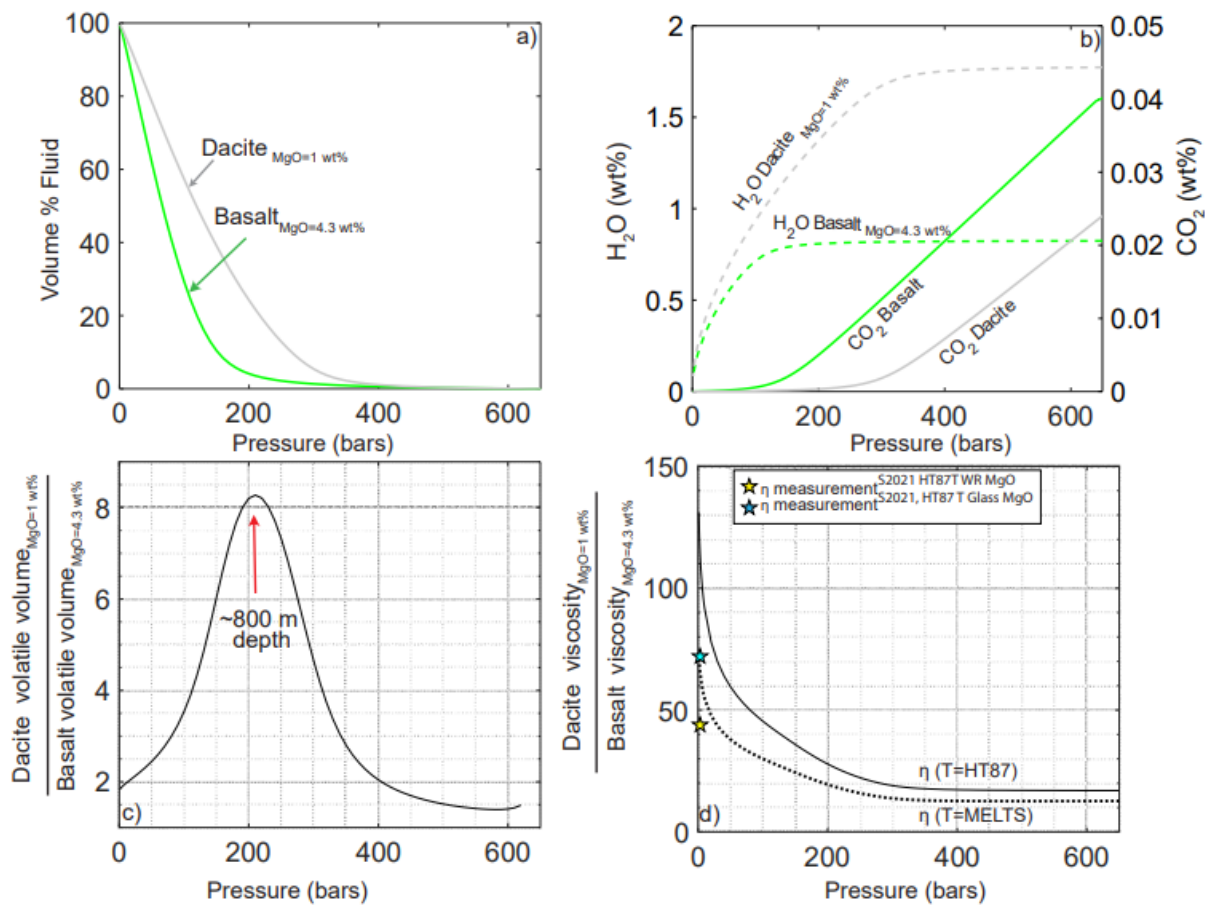 a)
100
80
60
40
20
0
Volume % Fluid
Dacite MgO=1 wt%
Basalt MgO=4.3 wt%
0 200 400 600
Pressure (bars)
b)
2
1.5
1
0.5
0
H2O (wt%)
0.05
0.04
0.03
0.02
0.01
0
CO2 (wt%)
H2O Dacite MgO=1 wt%
H2O Basalt MgO=4.3 wt%
CO2 Basalt
CO2 Dacite
0 200 400 600
Pressure (bars)
c)
8
6
4
2
Dacite volatile volume MgO=1 wt%
Basalt volatile volume MgO=4.3 wt%
~800 m
depth
0 200 400 600
Pressure (bars)
d)
150
100
50
0
Dacite viscosity MgO=1 wt%
Basalt viscosity MgO=4.3 wt%
η measurement S2021 HT87T WR MgO
η measurement S2021, HT87 T Glass MgO
η (T=HT87)
η (T=MELTS)
0 200 400 600
Pressure (bars)